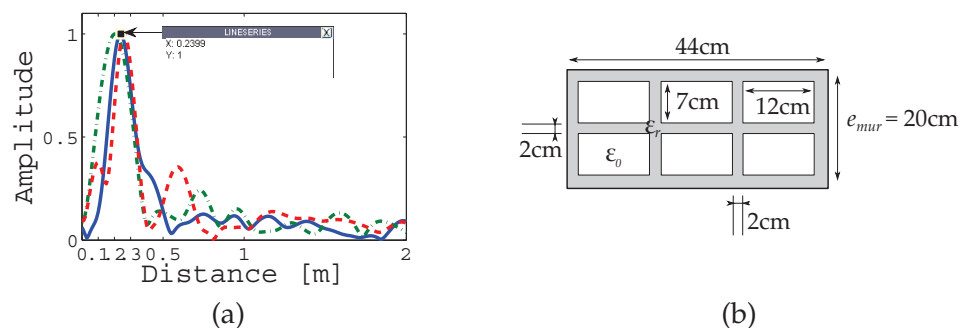 LINESERIES X
X: 0.2399
Y: 1
Amplitude
1
0.5
0
0.1 2 3 0.5 1 2
Distance [m]
(a)
44cm
7cm
12cm
e_mur = 20cm
ε_r
2cm
ε_0
2cm
(b)